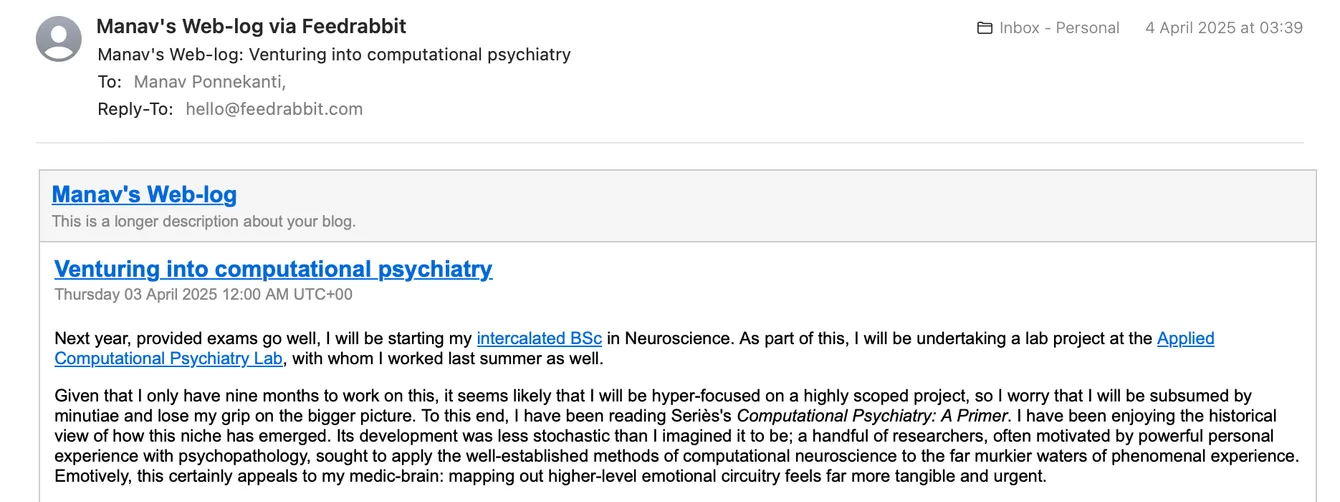 Manav's Web-log via Feedrabbit
Inbox - Personal 4 April 2025 at 03:39
Manav's Web-log: Venturing into computational psychiatry
To: Manav Ponnekanti,
Reply-To: hello@feedrabbit.com
Manav's Web-log
This is a longer description about your blog.
Venturing into computational psychiatry
Thursday 03 April 2025 12:00 AM UTC+00
Next year, provided exams go well, I will be starting my intercalated BSc in Neuroscience. As part of this, I will be undertaking a lab project at the Applied
Computational Psychiatry Lab, with whom I worked last summer as well.
Given that I only have nine months to work on this, it seems likely that I will be hyper-focused on a highly scoped project, so I worry that I will be subsumed by
minutiae and lose my grip on the bigger picture. To this end, I have been reading Seriès's Computational Psychiatry: A Primer. I have been enjoying the historical
view of how this niche has emerged. Its development was less stochastic than I imagined it to be; a handful of researchers, often motivated by powerful personal
experience with psychopathology, sought to apply the well-established methods of computational neuroscience to the far murkier waters of phenomenal experience.
Emotively, this certainly appeals to my medic-brain: mapping out higher-level emotional circuitry feels far more tangible and urgent.